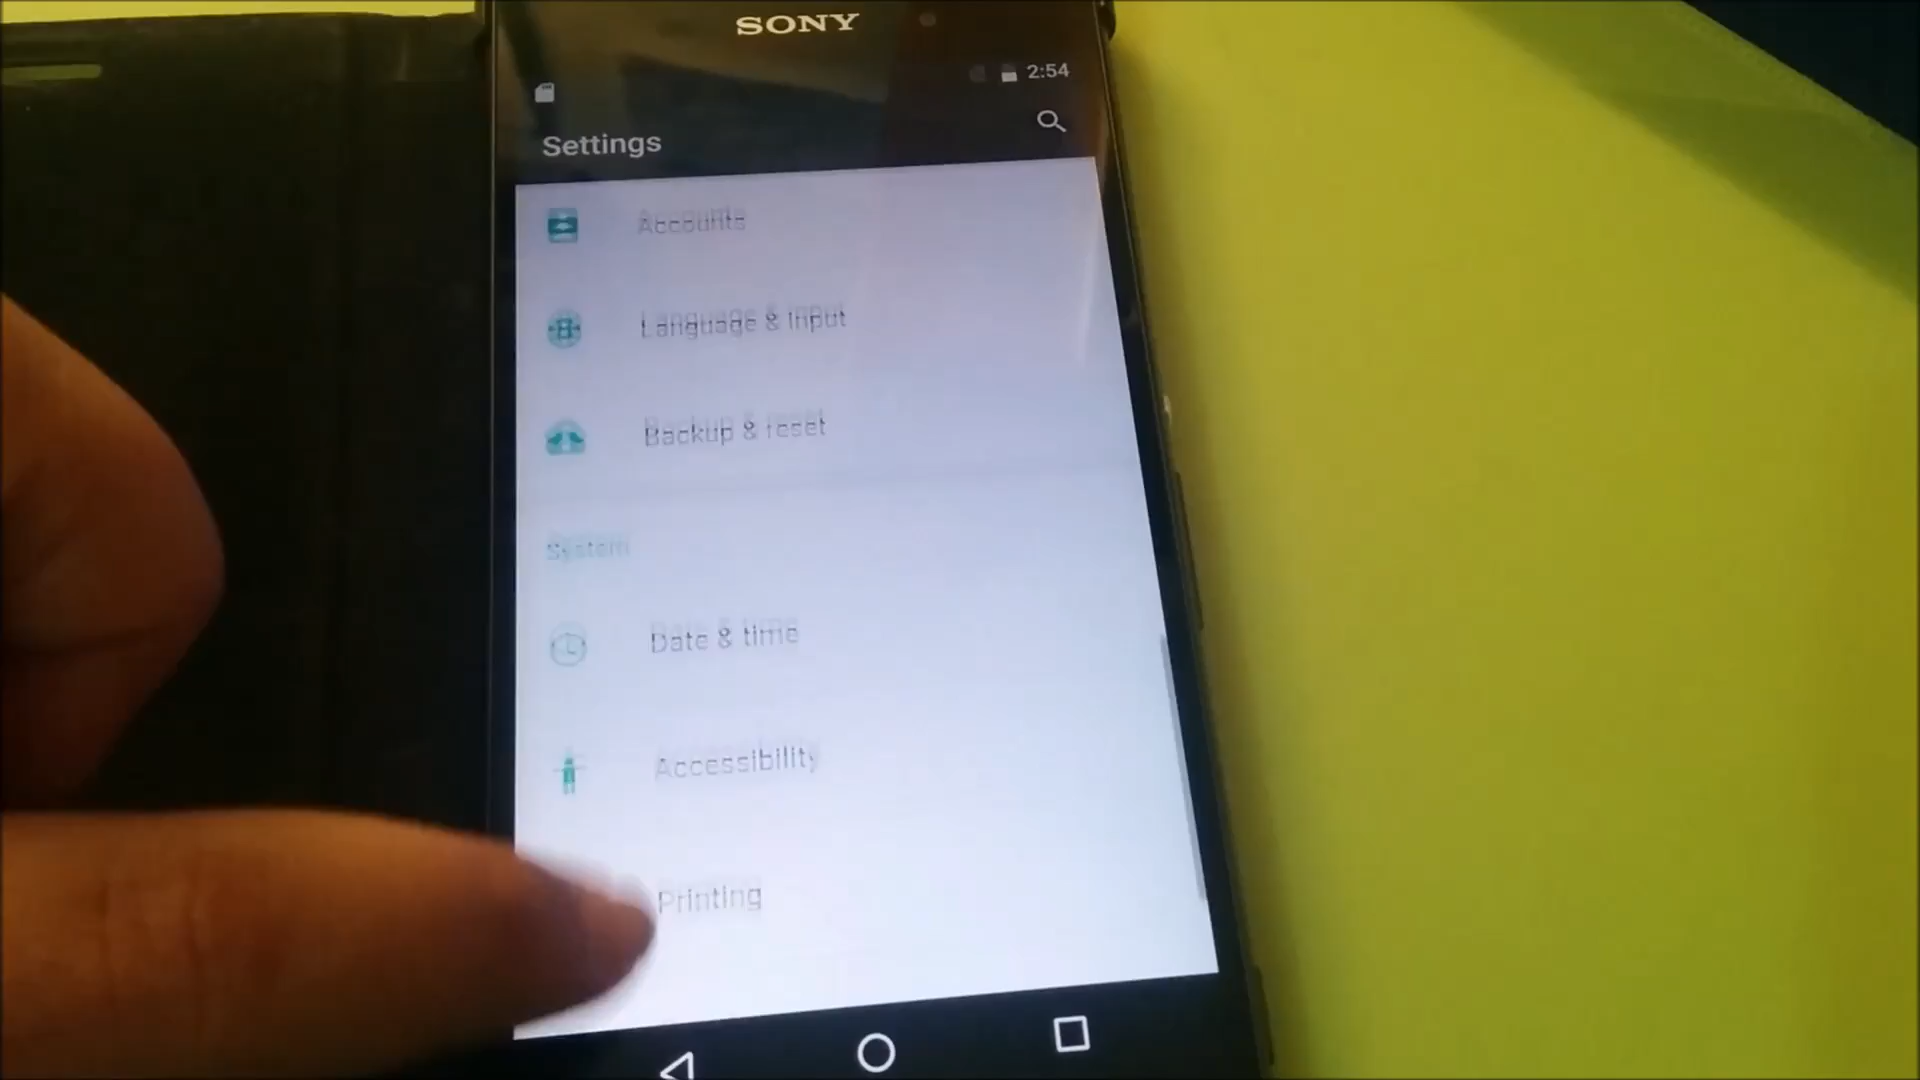 SONY
2:54
Settings
Accounts
Language & input
Backup & reset
System
Date & time
Accessibility
Printing